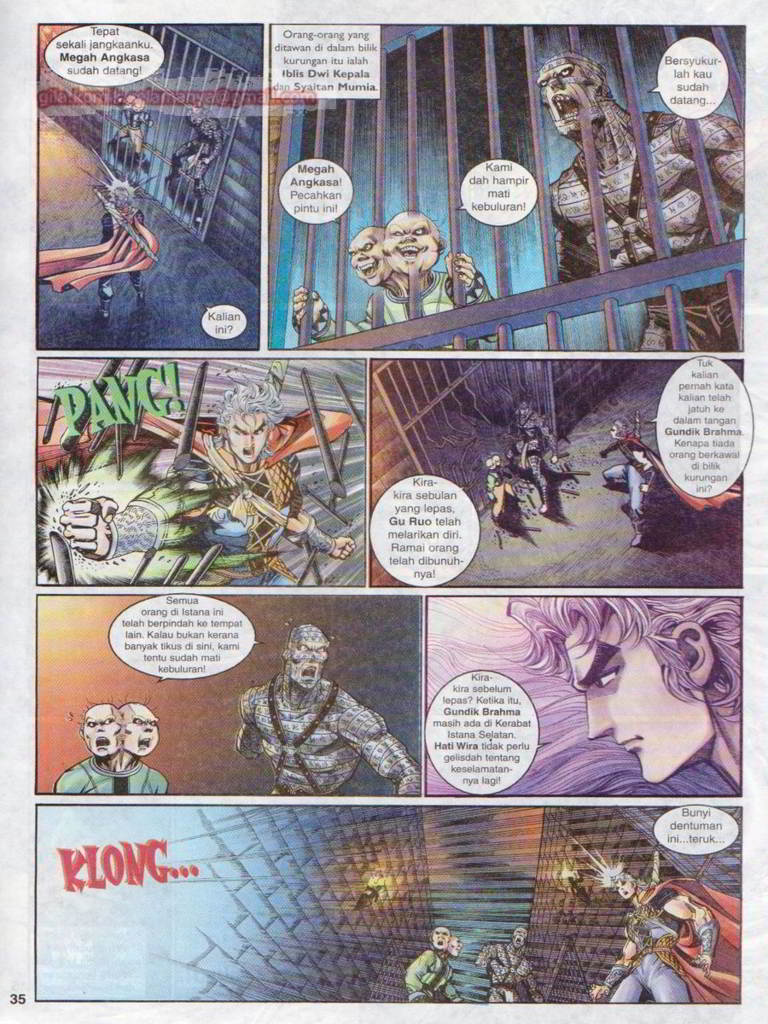 Tepat
sekali jangkaanku.
Megah Angkasa
sudah datang!
Kalian
ini?
Orang-orang yang
ditawan di dalam bilik
kurungan itu ialah
Iblis Dwi Kepala
dan Syaitan Mumia.
Bersyukur-
lah kau
sudah
datang...
Megah
Angkasa!
Pecahkan
pintu ini!
Kami
dah hampir
mati
kebuluran!
PANG!
Tuk
kalian
pernah kata
kalian telah
jatuh ke
dalam tangan
Gundik Brahma.
Kenapa tiada
orang berkawal
di bilik
kurungan
ini?
Kira-
kira sebulan
yang lepas,
Gu Ruo telah
melarikan diri.
Ramai orang
telah dibunuh-
nya!
Semua
orang di Istana ini
telah berpindah ke tempat
lain. Kalau bukan kerana
banyak tikus di sini, kami
tentu sudah mati
kebuluran!
Kira-
kira sebelum
lepas? Ketika itu,
Gundik Brahma
masih ada di Kerabat
Istana Selatan.
Hati Wira tidak perlu
gelisdah tentang
keselamatan-
nya lagi!
KLONG...
Bunyi
dentuman
ini...teruk...
35